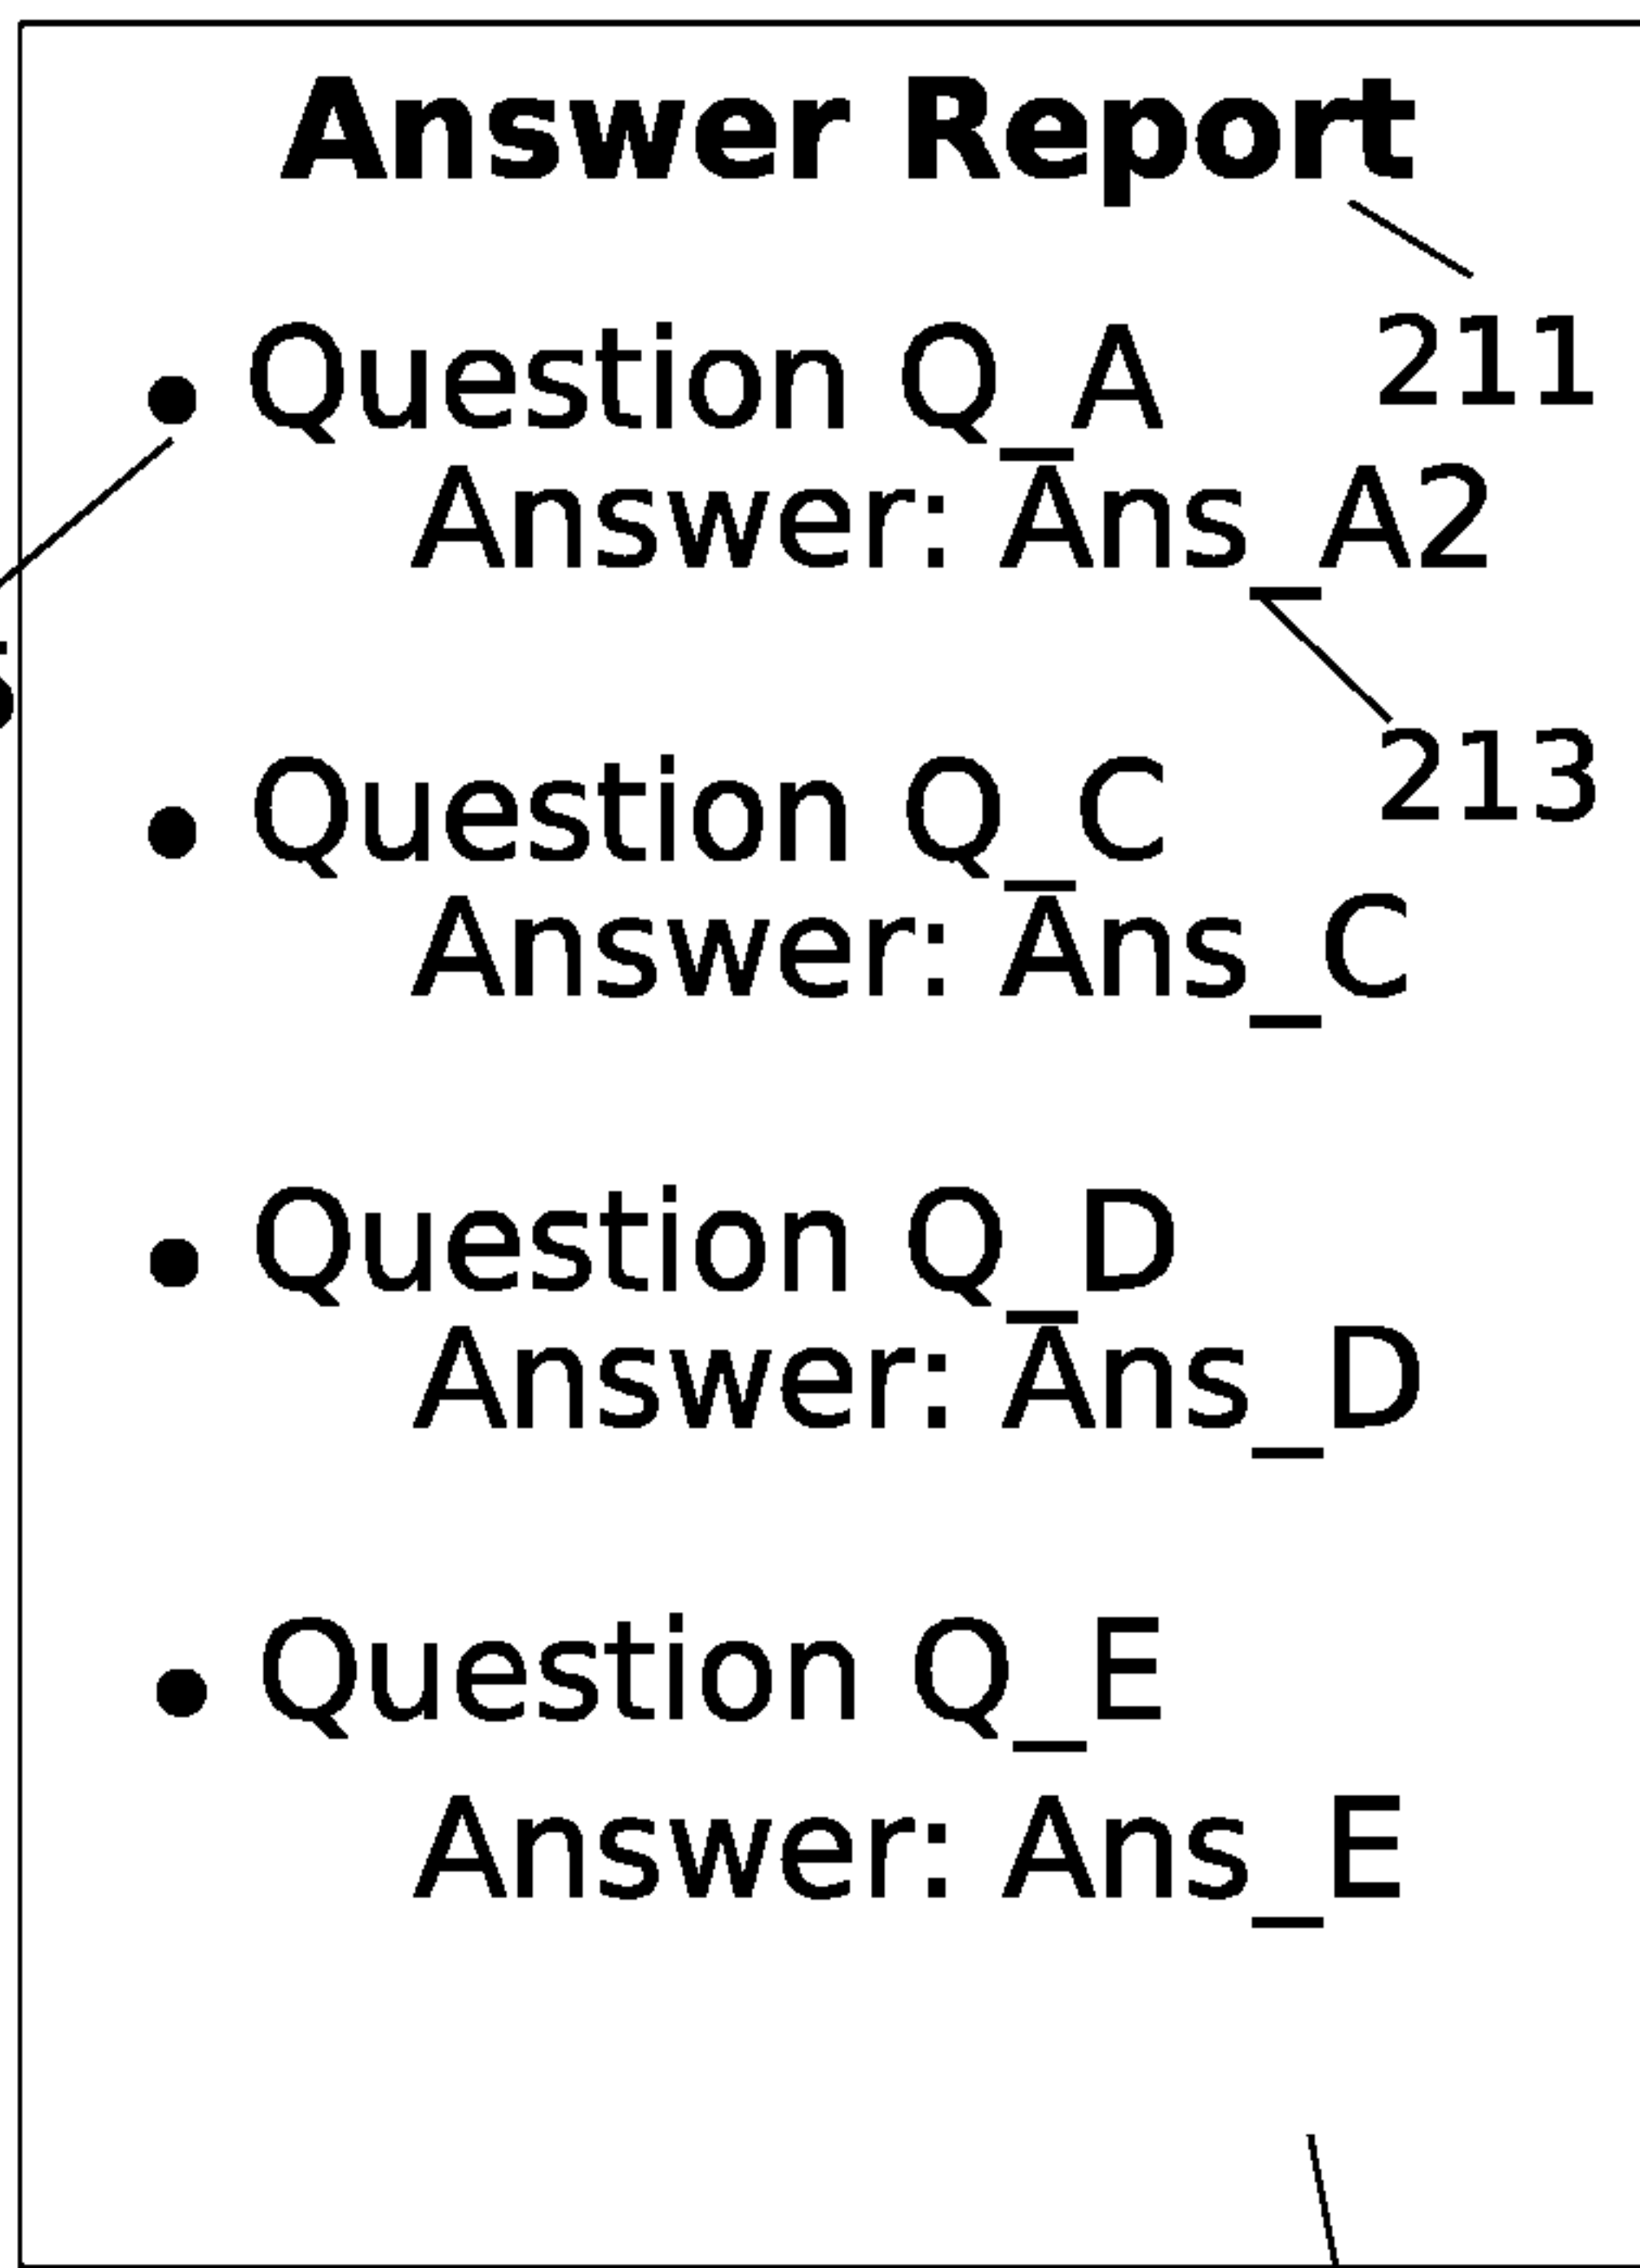 Answer Report
211
• Question Q_A
Answer: Ans_A2
213
• Question Q_C
Answer: Ans_C
• Question Q_D
Answer: Ans_D
• Question Q_E
Answer: Ans_E